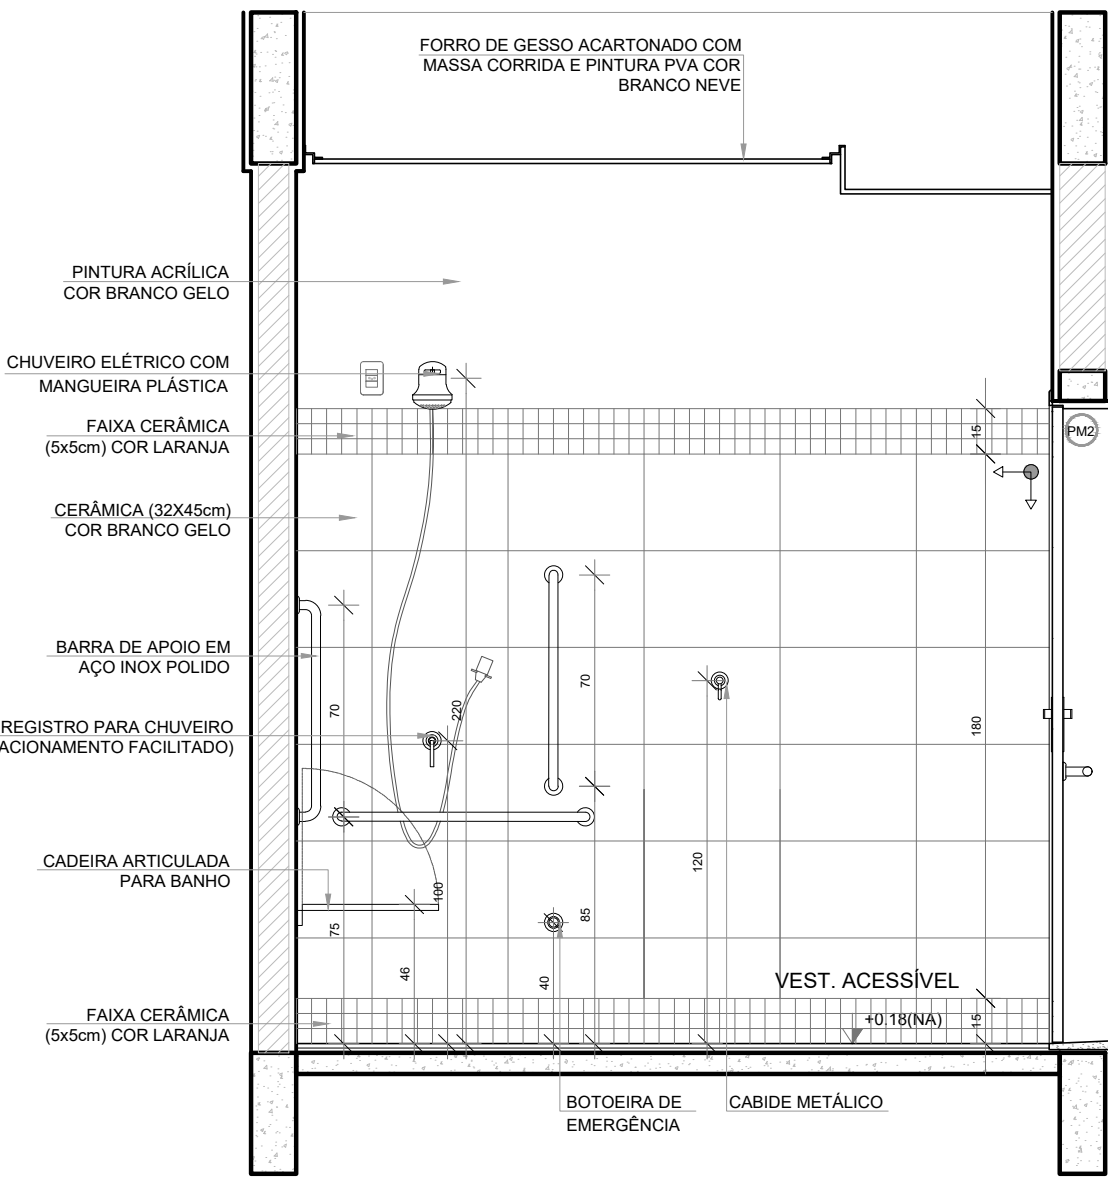 FORRO DE GESSO ACARTONADO COM
MASSA CORRIDA E PINTURA PVA COR
BRANCO NEVE
PINTURA ACRÍLICA
COR BRANCO GELO
CHUVEIRO ELÉTRICO COM
MANGUEIRA PLÁSTICA
FAIXA CERÂMICA
(5x5cm) COR LARANJA
15
PM2
CERÂMICA (32X45cm)
COR BRANCO GELO
BARRA DE APOIO EM
AÇO INOX POLIDO
70
70
220
180
REGISTRO PARA CHUVEIRO
ACIONAMENTO FACILITADO)
CADEIRA ARTICULADA
PARA BANHO
120
100
85
75
46
40
VEST. ACESSÍVEL
FAIXA CERÂMICA
(5x5cm) COR LARANJA
+0.18(NA)
15
BOTOEIRA DE
EMERGÊNCIA
CABIDE METÁLICO